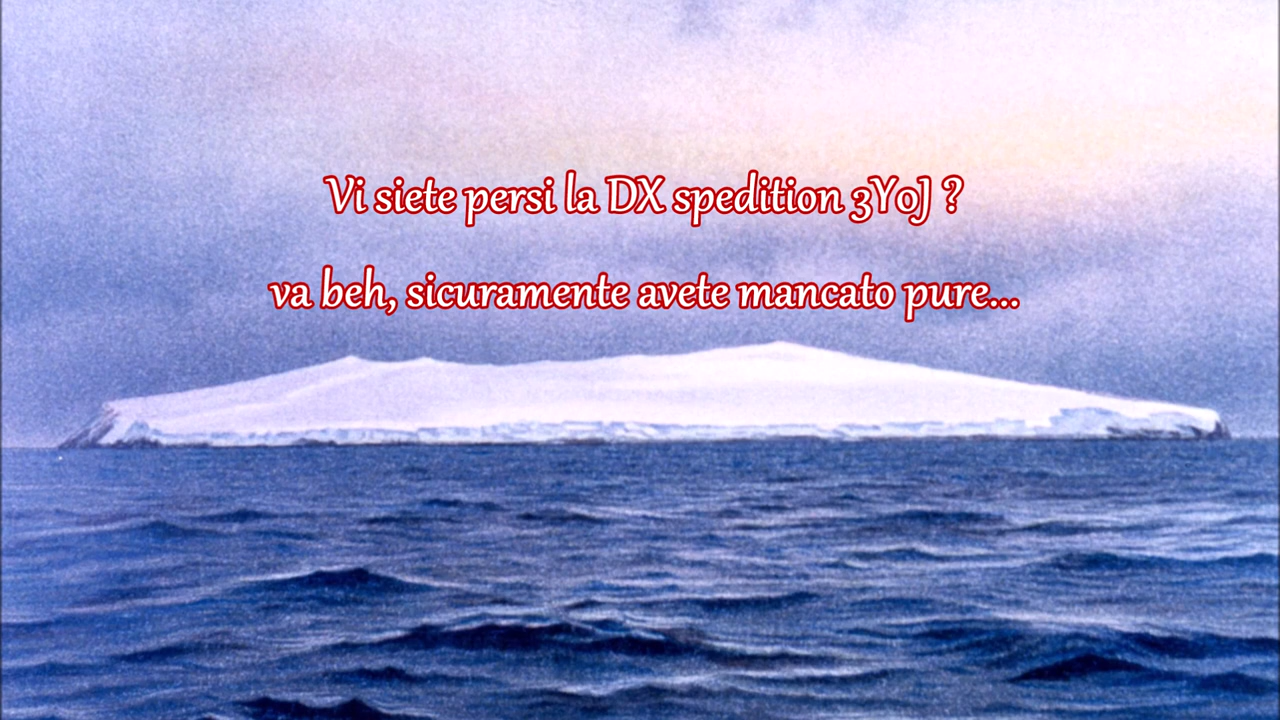 Vi siete persi la DX spedition 3Y0J ?
va beh, sicuramente avete mancato pure...